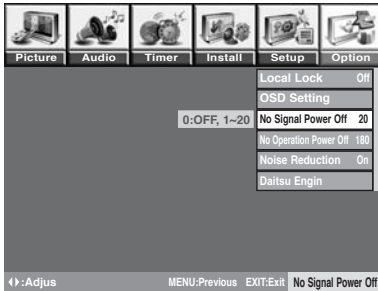 Picture Audio Timer Install Setup Option
Local Lock Off
OSD Setting
0:OFF, 1~20 No Signal Power Off 20
No Operation Power Off 180
Noise Reduction On
Daitsu Engin
:Adjus MENU:Previous EXIT:Exit No Signal Power Off